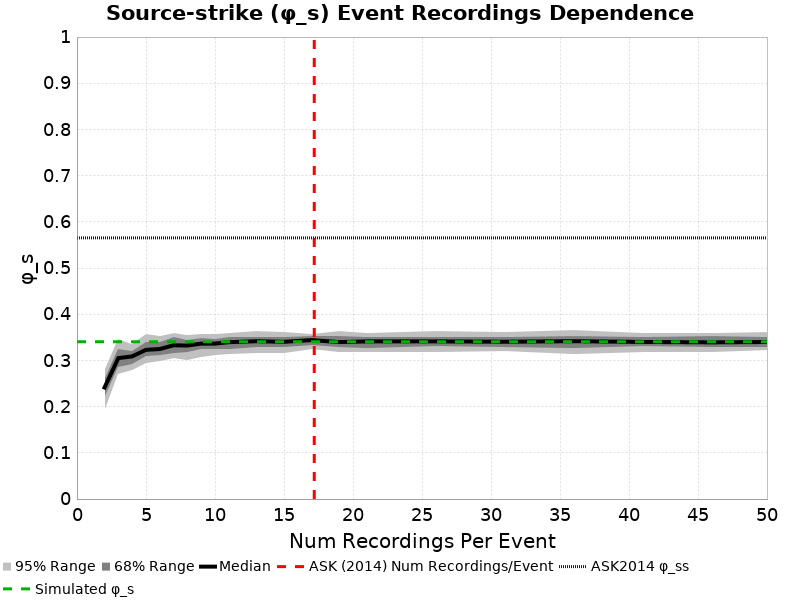 Source-strike (φ_s) Event Recordings Dependence
1
0.9
0.8
0.7
0.6
0.5
0.4
0.3
0.2
0.1
0
φ_s
0 5 10 15 20 25 30 35 40 45 50
Num Recordings Per Event
95% Range 68% Range Median ASK (2014) Num Recordings/Event ASK2014 φ_ss
Simulated φ_s